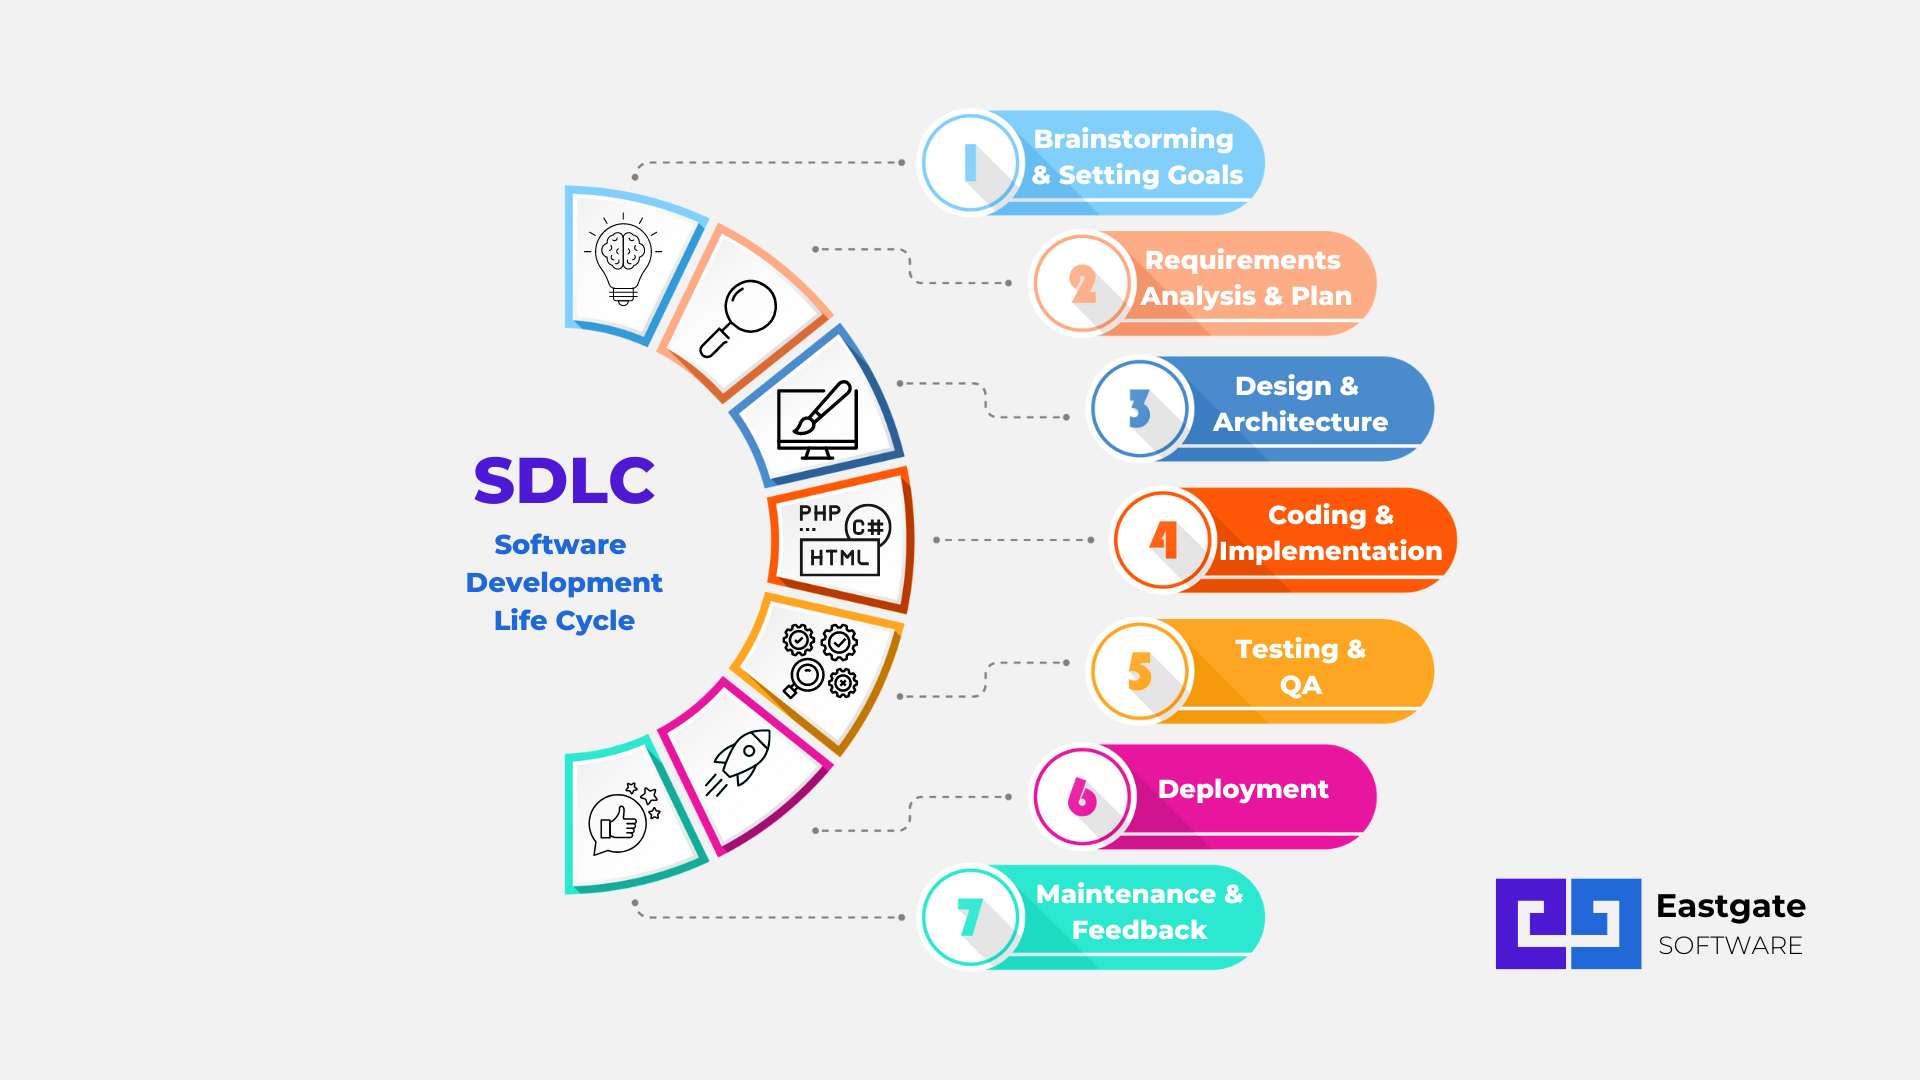 SDLC
Software
Development
Life Cycle
PHP
...
C#
HTML
1
Brainstorming
& Setting Goals
2
Requirements
Analysis & Plan
3
Design &
Architecture
4
Coding &
Implementation
5
Testing &
QA
6
Deployment
7
Maintenance &
Feedback
Eastgate
SOFTWARE